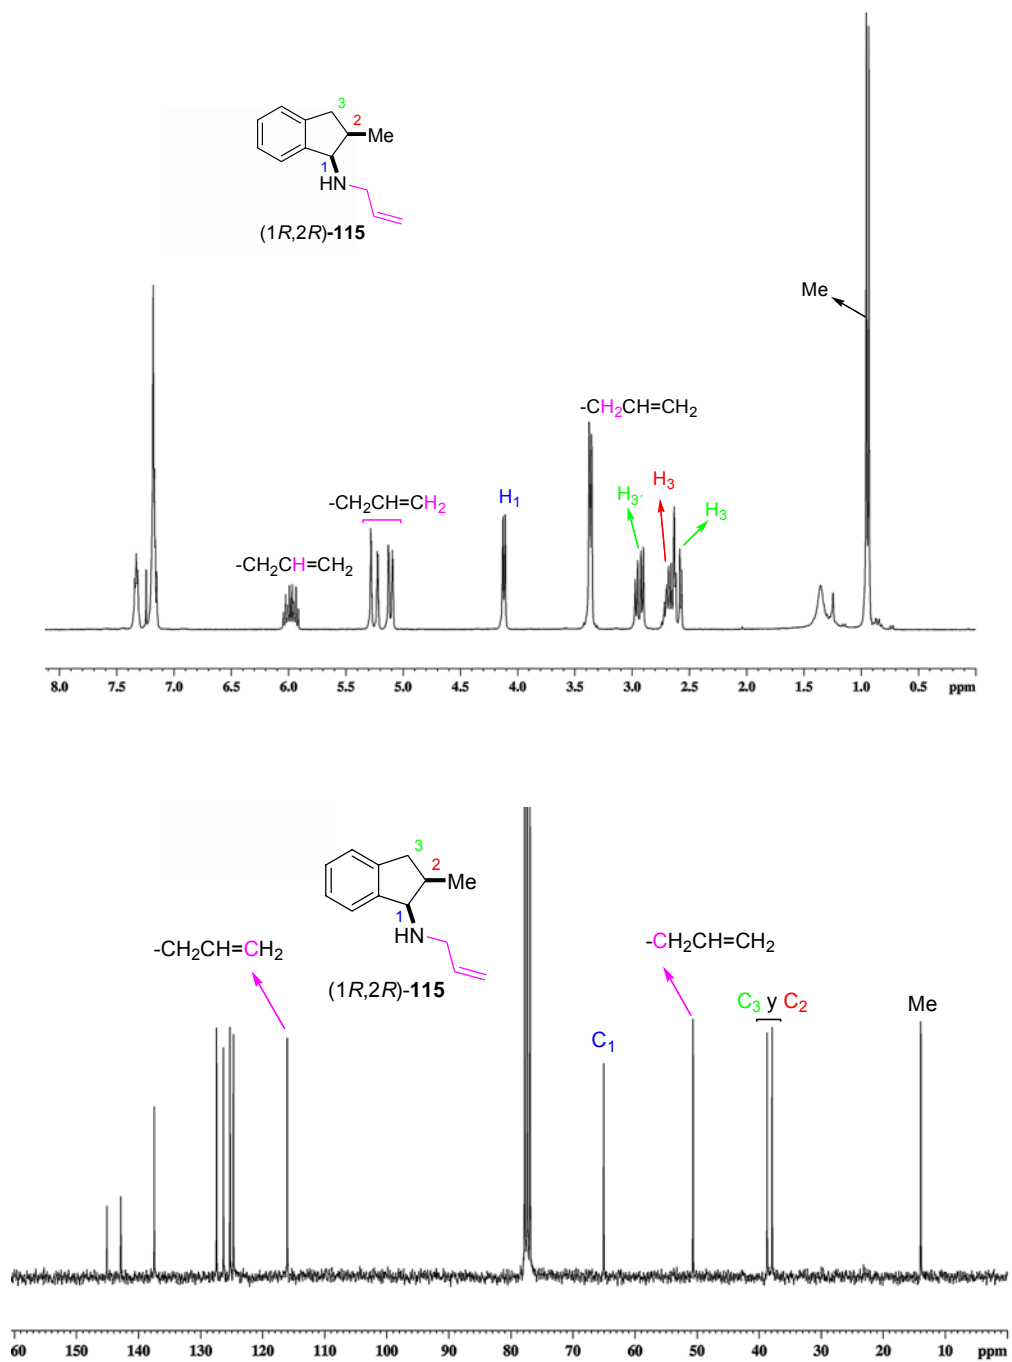 3
2
Me
1
HN
(1R,2R)-115
Me
-CH2CH=CH2
H3
H3´
H3
H1
-CH2CH=CH2
-CH2CH=CH2
8.0 7.5 7.0 6.5 6.0 5.5 5.0 4.5 4.0 3.5 3.0 2.5 2.0 1.5 1.0 0.5 ppm
3
2
Me
1
HN
(1R,2R)-115
-CH2CH=CH2
-CH2CH=CH2
C3 y C2
Me
C1
60 150 140 130 120 110 100 90 80 70 60 50 40 30 20 10 ppm